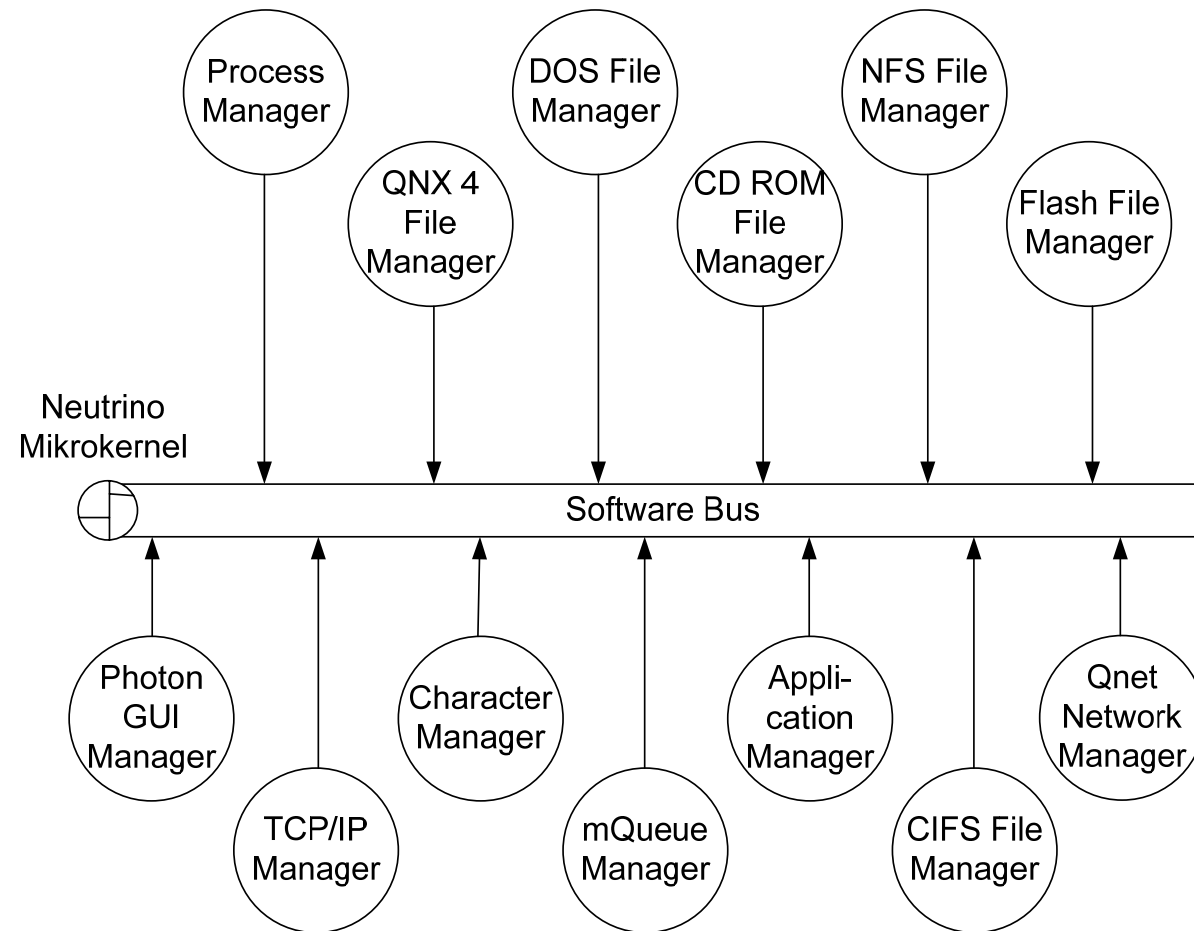 Process
Manager
DOS File
Manager
NFS File
Manager
QNX 4
File
Manager
CD ROM
File
Manager
Flash File
Manager
Neutrino
Mikrokernel
Software Bus
Photon
GUI
Manager
Character
Manager
Appli-
cation
Manager
Qnet
Network
Manager
TCP/IP
Manager
mQueue
Manager
CIFS File
Manager